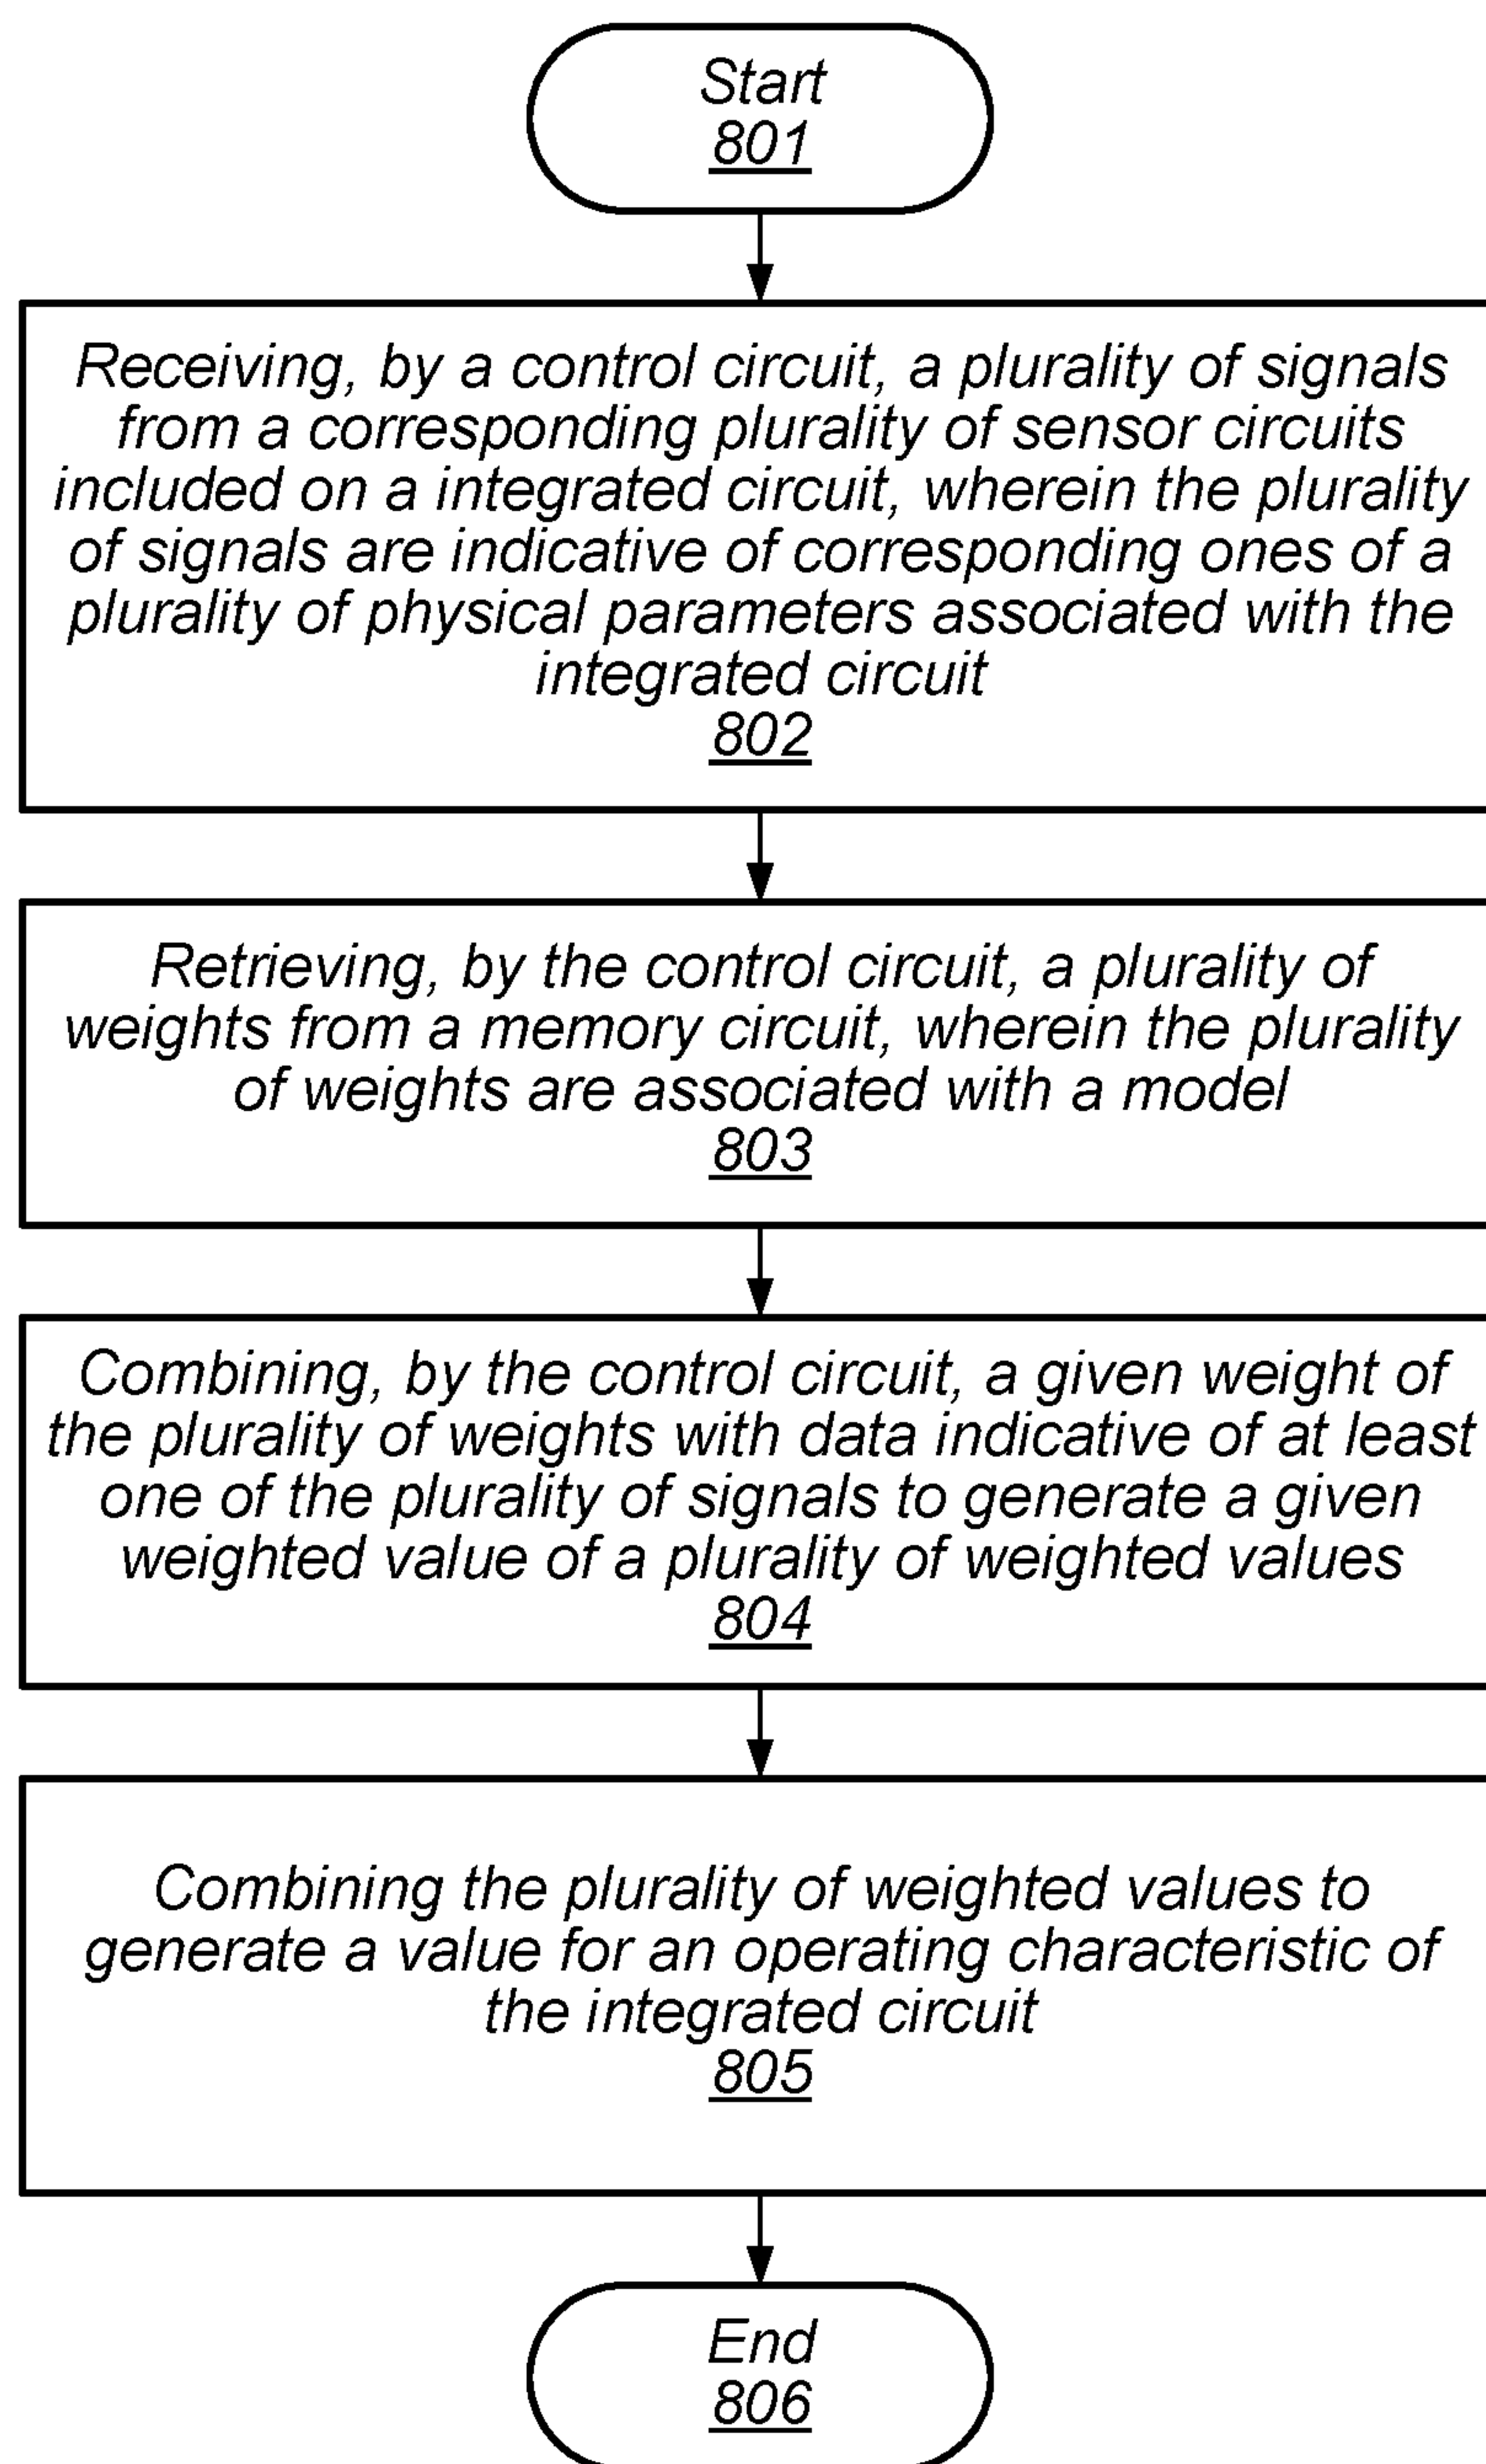 Start
801
Receiving, by a control circuit, a plurality of signals
from a corresponding plurality of sensor circuits
included on a integrated circuit, wherein the plurality
of signals are indicative of corresponding ones of a
plurality of physical parameters associated with the
integrated circuit
802
Retrieving, by the control circuit, a plurality of
weights from a memory circuit, wherein the plurality
of weights are associated with a model
803
Combining, by the control circuit, a given weight of
the plurality of weights with data indicative of at least
one of the plurality of signals to generate a given
weighted value of a plurality of weighted values
804
Combining the plurality of weighted values to
generate a value for an operating characteristic of
the integrated circuit
805
End
806